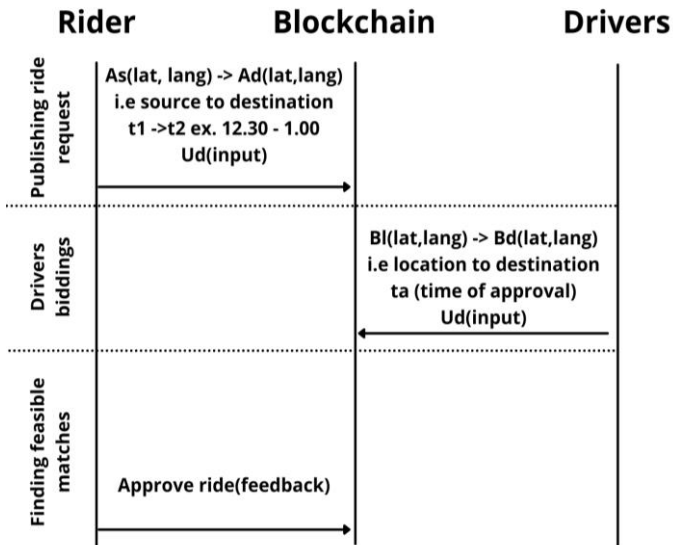 Rider
Blockchain
Drivers
Publishing ride
request
As(lat, lang) -> Ad(lat,lang)
i.e source to destination
t1 ->t2 ex. 12.30 - 1.00
Ud(input)
Drivers
biddings
Bl(lat,lang) -> Bd(lat,lang)
i.e location to destination
ta (time of approval)
Ud(input)
Finding feasible
matches
Approve ride(feedback)